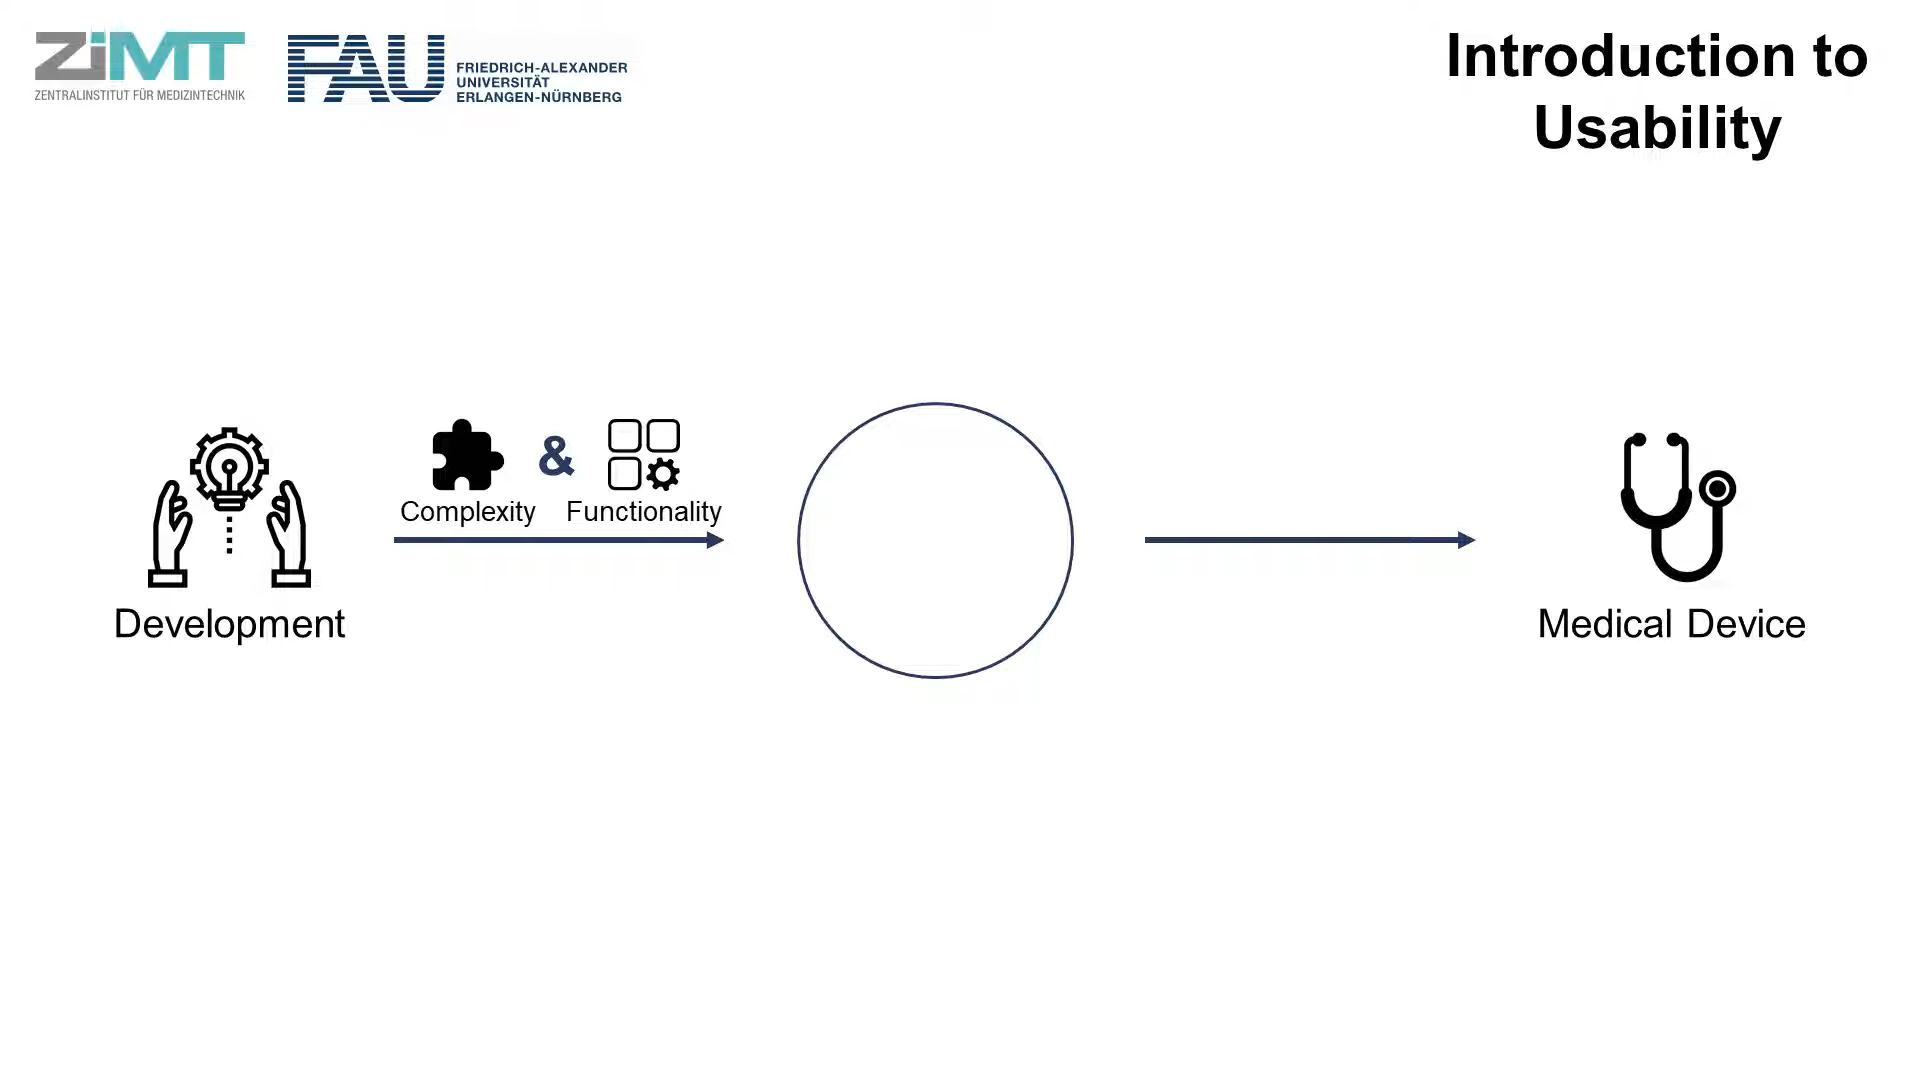 ZiMT
ZENTRALINSTITUT FÜR MEDIZINTECHNIK
FAU
FRIEDRICH-ALEXANDER
UNIVERSITÄT
ERLANGEN-NÜRNBERG
Introduction to
Usability
&
Complexity Functionality
Development
Medical Device